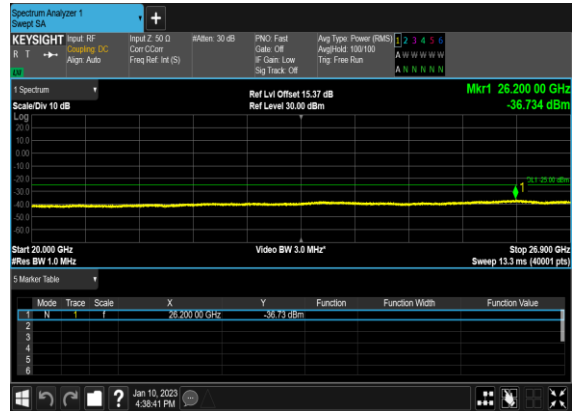 Spectrum Analyzer 1
Swept SA
+
KEYSIGHT Input: RF Input Z: 50 Ω #Atten: 30 dB PNO: Fast Avg Type: Power (RMS) 1 2 3 4 5 6
R T Coupling: DC Corr CCorr Gate: Off Avg|Hold: 100/100 A W W W W W
Align: Auto Freq Ref: Int (S) IF Gain: Low Trig: Free Run
Sig Track: Off A N N N N N
1 Spectrum Ref Lvl Offset 15.37 dB Mkr1 26.200 00 GHz
Scale/Div 10 dB Ref Level 30.00 dBm -36.734 dBm
Log
20.0
10.0
0.00
-10.0
-20.0 DL1 -25.00 dBm
-30.0 1
-40.0
-50.0
-60.0
Start 20.000 GHz Video BW 3.0 MHz* Stop 26.900 GHz
#Res BW 1.0 MHz Sweep 13.3 ms (40001 pts)
5 Marker Table
Mode Trace Scale X Y Function Function Width Function Value
1 N 1 f 26.200 00 GHz -36.73 dBm
2
3
4
5
6
? Jan 10, 2023
4:38:41 PM